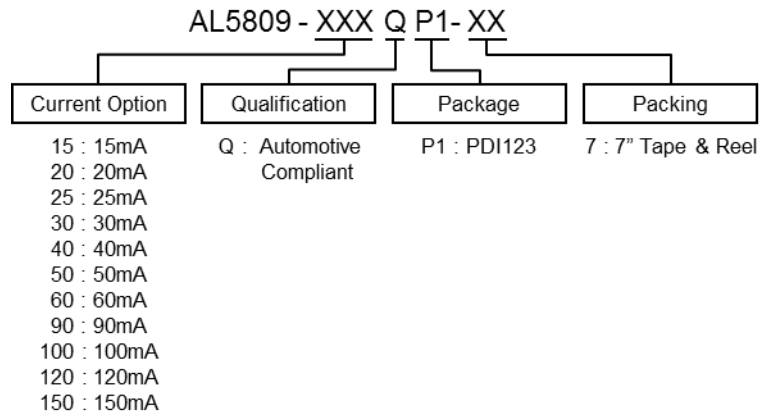 AL5809 - XXX Q P1- XX
Current Option
Qualification
Package
Packing
15 : 15mA
20 : 20mA
25 : 25mA
30 : 30mA
40 : 40mA
50 : 50mA
60 : 60mA
90 : 90mA
100 : 100mA
120 : 120mA
150 : 150mA
Q : Automotive
Compliant
P1 : PDI123
7 : 7” Tape & Reel